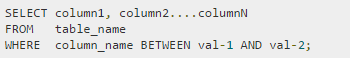 SELECT column1, column2....columnN
FROM   table_name
WHERE  column_name BETWEEN val-1 AND val-2;